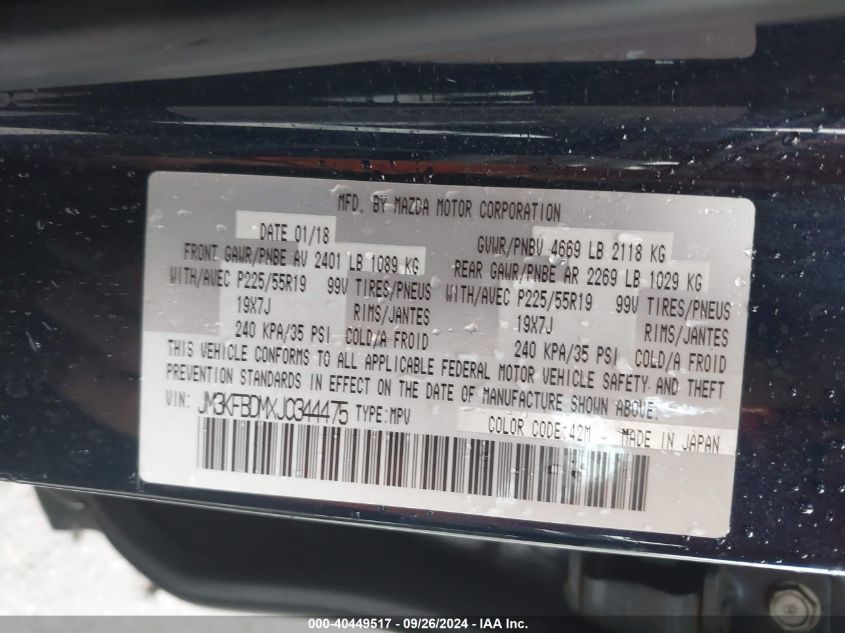 MFD. BY MAZDA MOTOR CORPORATION
DATE 01/18 GVWR/PNBV 4669 LB 2118 KG
FRONT GAWR/PNBE AV 2401 LB 1089 KG REAR GAWR/PNBE AR 2269 LB 1029 KG
WITH/AVEC P225/55R19 99V TIRES/PNEUS WITH/AVEC P225/55R19 99V TIRES/PNEUS
19X7J RIMS/JANTES 19X7J RIMS/JANTES
240 KPA/35 PSI COLD/A FROID 240 KPA/35 PSI COLD/A FROID
THIS VEHICLE CONFORMS TO ALL APPLICABLE FEDERAL MOTOR VEHICLE SAFETY AND THEFT
PREVENTION STANDARDS IN EFFECT ON THE DATE OF MANUFACTURE SHOWN ABOVE.
VIN: JM3KFBDMXJ0344475 TYPE:MPV COLOR CODE:42M MADE IN JAPAN
000-40449517 - 09/26/2024 - IAA Inc.